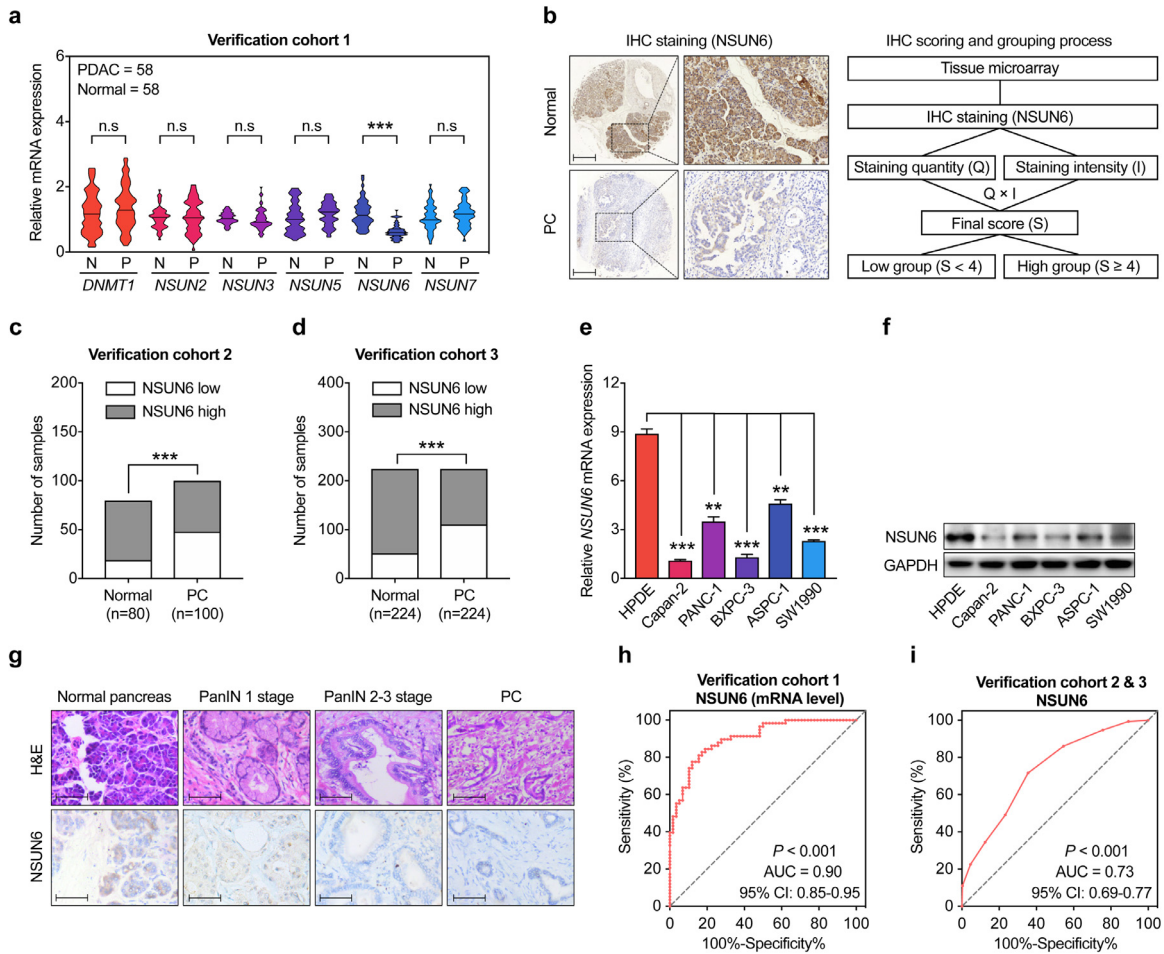 a
Verification cohort 1
Relative mRNA expression
6
4
2
0
PDAC = 58
Normal = 58
n.s n.s n.s n.s *** n.s
N P N P N P N P N P N P
DNMT1 NSUN2 NSUN3 NSUN5 NSUN6 NSUN7
b
IHC staining (NSUN6)
Normal
PC
IHC scoring and grouping process
Tissue microarray
IHC staining (NSUN6)
Staining quantity (Q) Staining intensity (I)
Q × I
Final score (S)
Low group (S < 4) High group (S ≥ 4)
c
Verification cohort 2
Number of samples
200
150
100
50
0
NSUN6 low
NSUN6 high
***
Normal PC
(n=80) (n=100)
d
Verification cohort 3
Number of samples
400
300
200
100
0
NSUN6 low
NSUN6 high
***
Normal PC
(n=224) (n=224)
e
Relative NSUN6 mRNA expression
12
9
6
3
0
*** ** *** ** ***
HPDE Capan-2 PANC-1 BXPC-3 ASPC-1 SW1990
f
NSUN6
GAPDH
HPDE Capan-2 PANC-1 BXPC-3 ASPC-1 SW1990
g
Normal pancreas PanIN 1 stage PanIN 2-3 stage PC
H&E
NSUN6
h
Verification cohort 1
NSUN6 (mRNA level)
Sensitivity (%)
100
80
60
40
20
0
P < 0.001
AUC = 0.90
95% CI: 0.85-0.95
0 20 40 60 80 100
100%-Specificity%
i
Verification cohort 2 & 3
NSUN6
Sensitivity (%)
100
80
60
40
20
0
P < 0.001
AUC = 0.73
95% CI: 0.69-0.77
0 20 40 60 80 100
100%-Specificity%